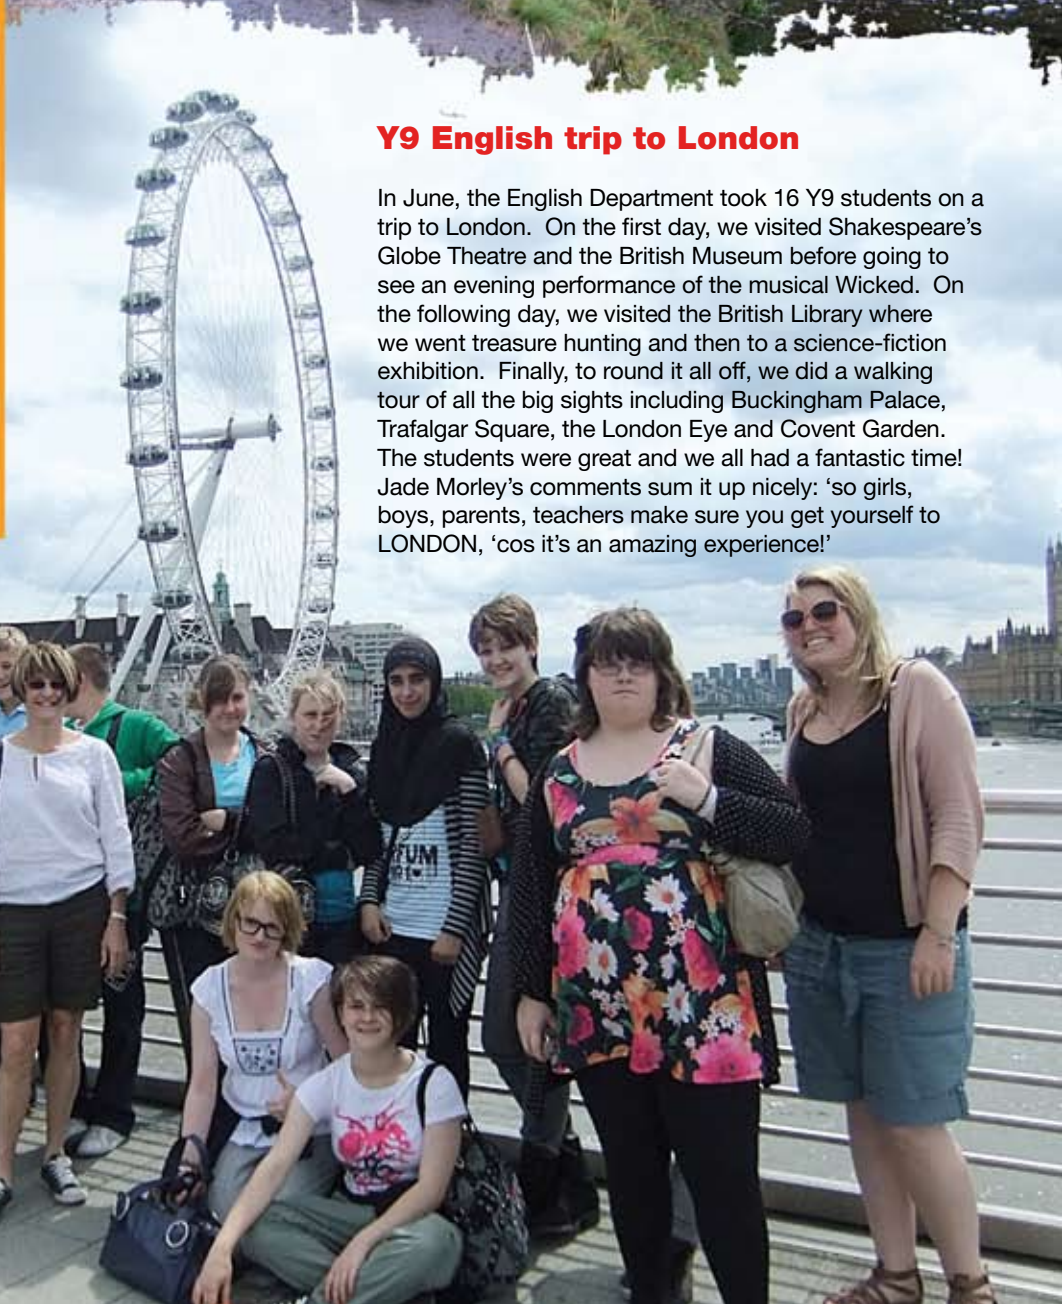 Y9 English trip to London
In June, the English Department took 16 Y9 students on a
trip to London.  On the first day, we visited Shakespeare’s
Globe Theatre and the British Museum before going to
see an evening performance of the musical Wicked.  On
the following day, we visited the British Library where
we went treasure hunting and then to a science-fiction
exhibition.  Finally, to round it all off, we did a walking
tour of all the big sights including Buckingham Palace,
Trafalgar Square, the London Eye and Covent Garden.
The students were great and we all had a fantastic time!
Jade Morley’s comments sum it up nicely: ‘so girls,
boys, parents, teachers make sure you get yourself to
LONDON, ‘cos it’s an amazing experience!’